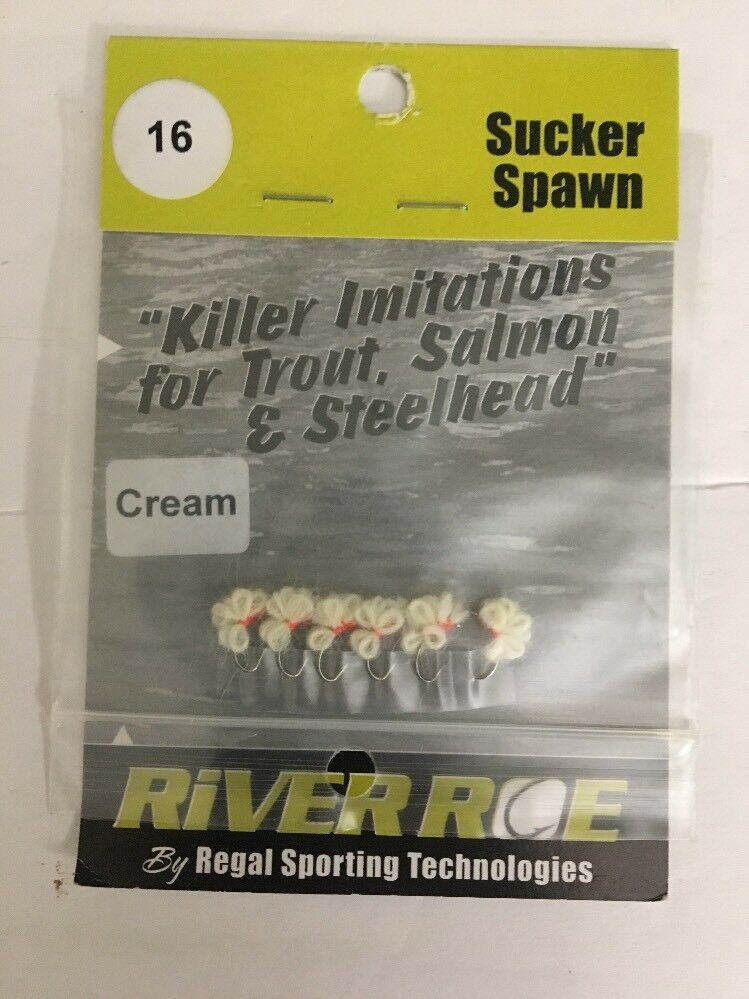 16
Sucker
Spawn
"Killer Imitations
for Trout, Salmon
& Steelhead"
Cream
RiVER ROE
By Regal Sporting Technologies